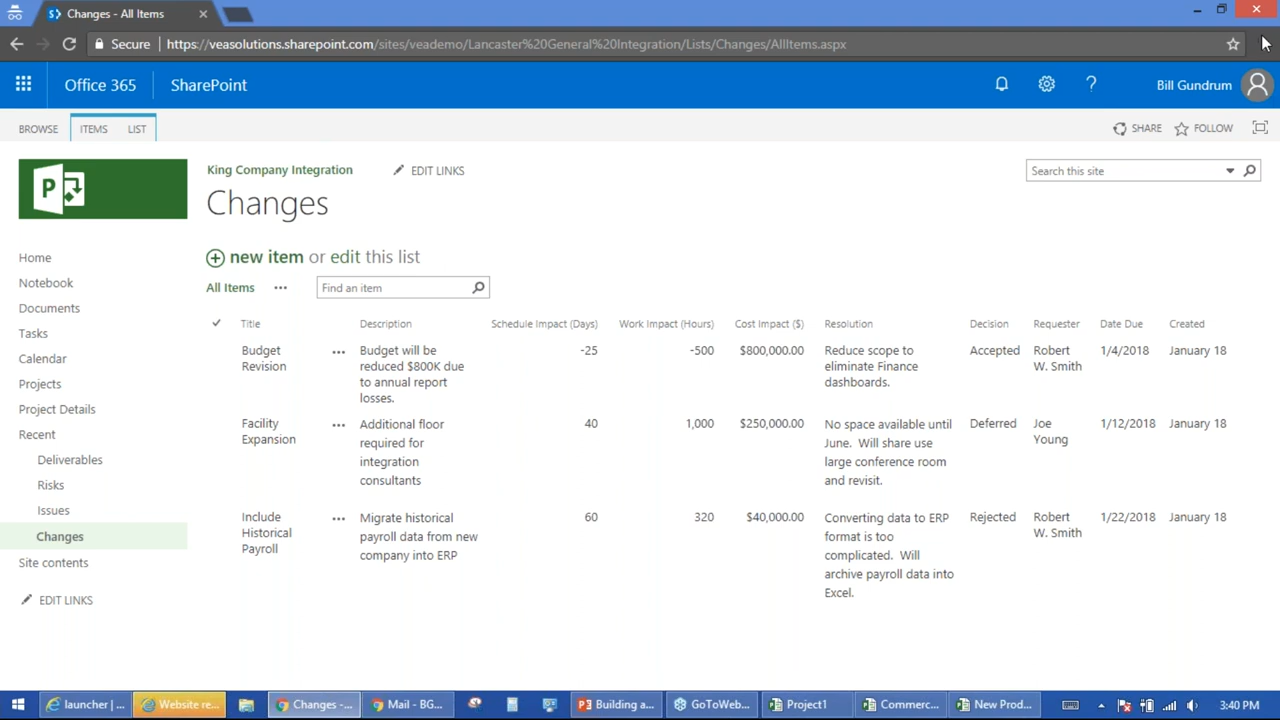 Changes - All Items
Secure
https://veasolutions.sharepoint.com/sites/veademo/Lancaster%20General%20Integration/Lists/Changes/AllItems.aspx
Office 365
SharePoint
?
Bill Gundrum
BROWSE
ITEMS
LIST
SHARE
FOLLOW
P
King Company Integration
EDIT LINKS
Search this site
Changes
new item or edit this list
All Items
Find an item
Home
Notebook
Documents
Tasks
Calendar
Projects
Project Details
Recent
Deliverables
Risks
Issues
Changes
Site contents
EDIT LINKS
Title
Description
Schedule Impact (Days)
Work Impact (Hours)
Cost Impact ($)
Resolution
Decision
Requester
Date Due
Created
Budget
Revision
Budget will be
reduced $800K due
to annual report
losses.
-25
-500
$800,000.00
Reduce scope to
eliminate Finance
dashboards.
Accepted
Robert
W. Smith
1/4/2018
January 18
Facility
Expansion
Additional floor
required for
integration
consultants
40
1,000
$250,000.00
No space available until
June. Will share use
large conference room
and revisit.
Deferred
Joe
Young
1/12/2018
January 18
Include
Historical
Payroll
Migrate historical
payroll data from new
company into ERP
60
320
$40,000.00
Converting data to ERP
format is too
complicated. Will
archive payroll data into
Excel.
Rejected
Robert
W. Smith
1/22/2018
January 18
launcher | ...
Website re...
Changes -...
Mail - BG...
Building a...
GoToWeb...
Project1
Commerc...
New Prod...
3:40 PM